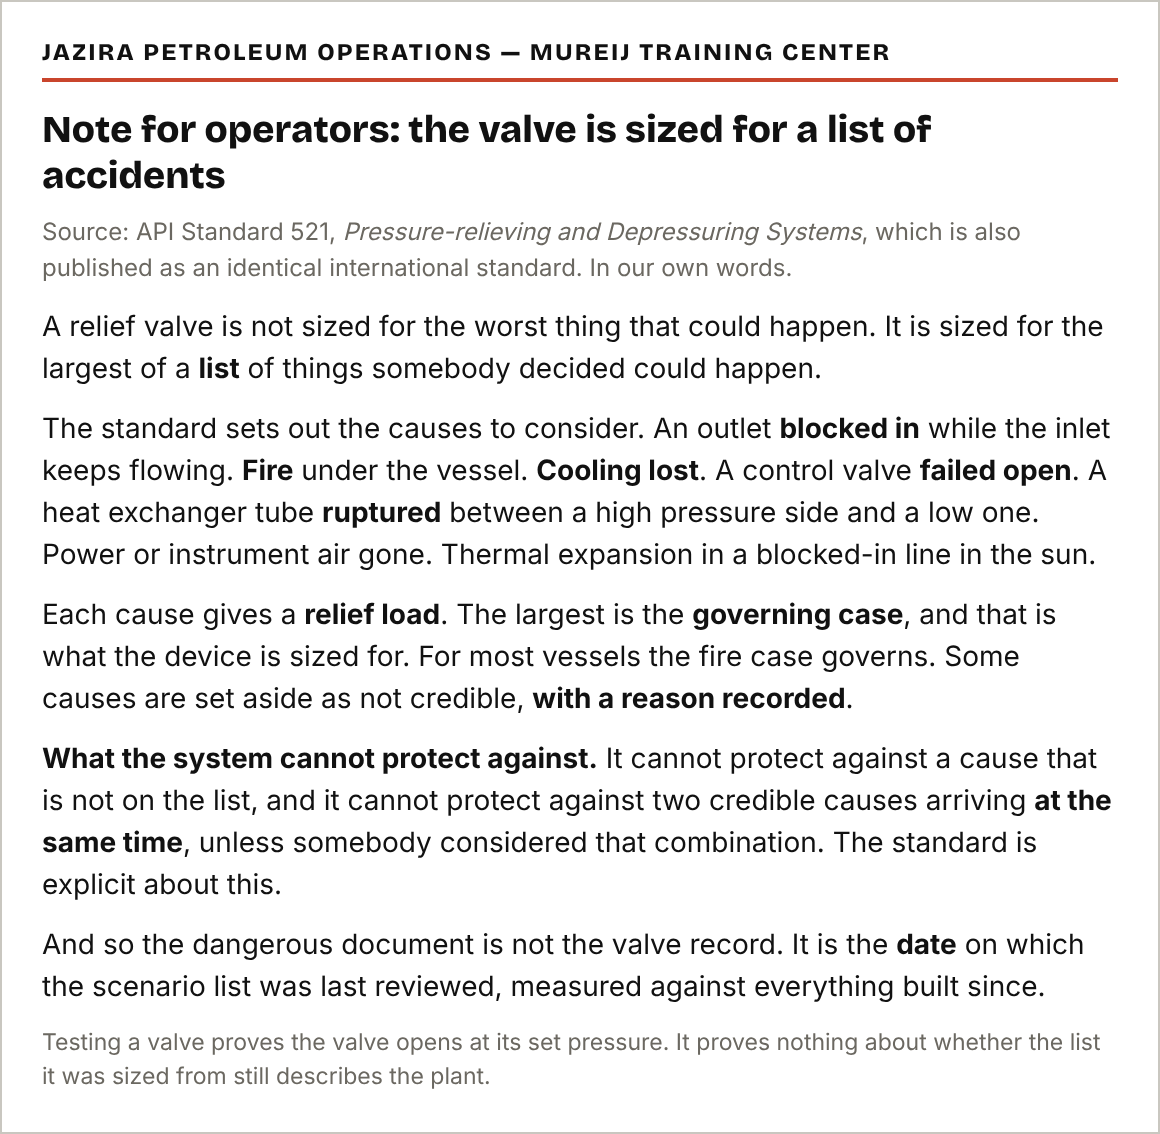 JAZIRA PETROLEUM OPERATIONS — MUREIJ TRAINING CENTER
Note for operators: the valve is sized for a list of
accidents
Source: API Standard 521, Pressure-relieving and Depressuring Systems, which is also
published as an identical international standard. In our own words.
A relief valve is not sized for the worst thing that could happen. It is sized for the
largest of a list of things somebody decided could happen.
The standard sets out the causes to consider. An outlet blocked in while the inlet
keeps flowing. Fire under the vessel. Cooling lost. A control valve failed open. A
heat exchanger tube ruptured between a high pressure side and a low one.
Power or instrument air gone. Thermal expansion in a blocked-in line in the sun.
Each cause gives a relief load. The largest is the governing case, and that is
what the device is sized for. For most vessels the fire case governs. Some
causes are set aside as not credible, with a reason recorded.
What the system cannot protect against. It cannot protect against a cause that
is not on the list, and it cannot protect against two credible causes arriving at the
same time, unless somebody considered that combination. The standard is
explicit about this.
And so the dangerous document is not the valve record. It is the date on which
the scenario list was last reviewed, measured against everything built since.
Testing a valve proves the valve opens at its set pressure. It proves nothing about whether the list
it was sized from still describes the plant.